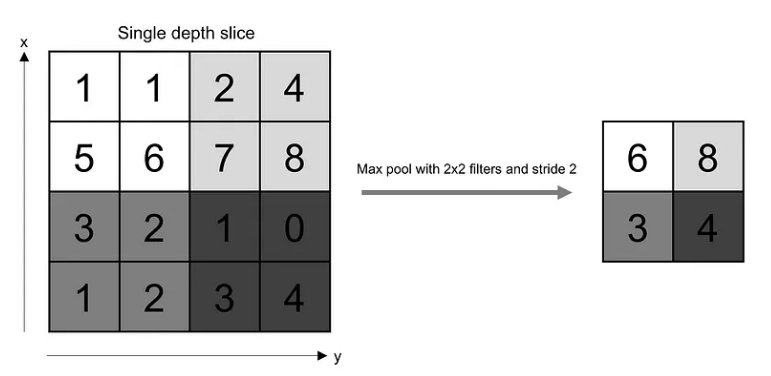 Single depth slice
x
1 1 2 4
5 6 7 8
3 2 1 0
1 2 3 4
y
Max pool with 2x2 filters and stride 2
6 8
3 4